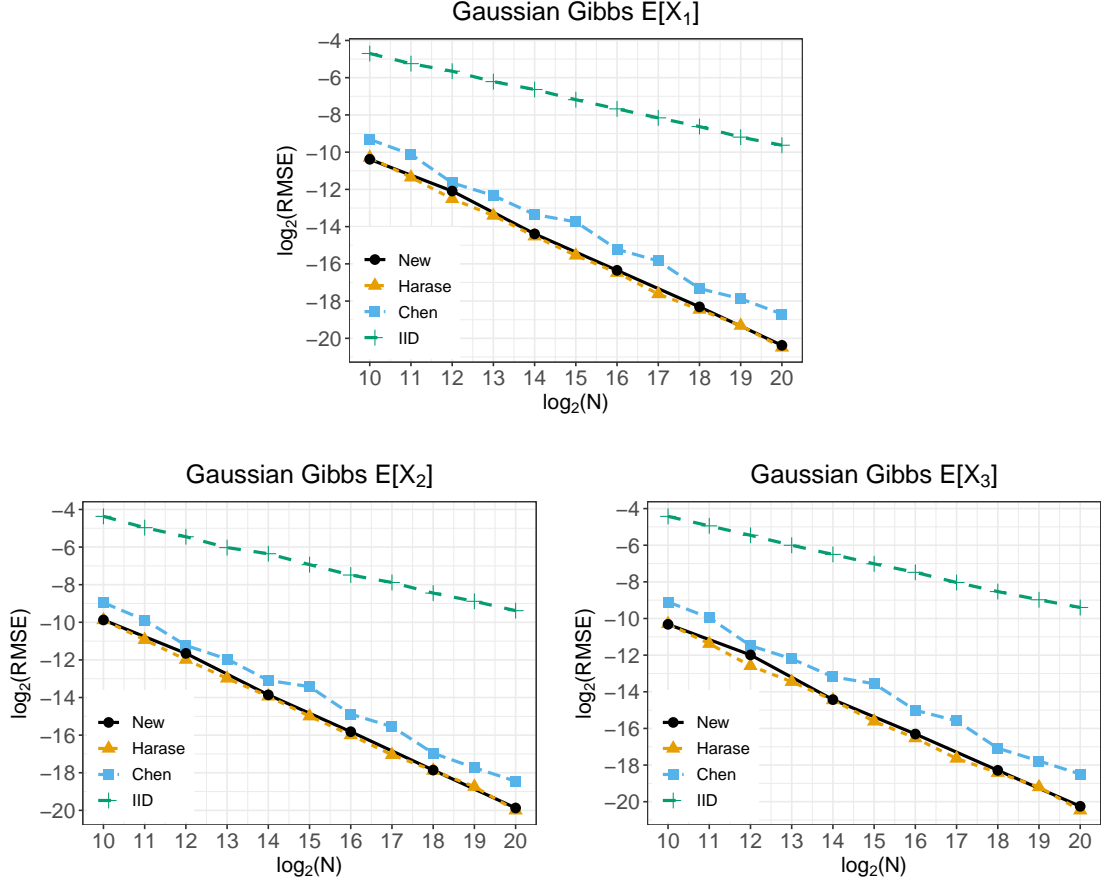 Gaussian Gibbs E[X₁]
log₂(RMSE)
−4
−6
−8
−10
−12
−14
−16
−18
−20
New
Harase
Chen
IID
10 11 12 13 14 15 16 17 18 19 20
log₂(N)
Gaussian Gibbs E[X₂]
log₂(RMSE)
−4
−6
−8
−10
−12
−14
−16
−18
−20
New
Harase
Chen
IID
10 11 12 13 14 15 16 17 18 19 20
log₂(N)
Gaussian Gibbs E[X₃]
log₂(RMSE)
−4
−6
−8
−10
−12
−14
−16
−18
−20
New
Harase
Chen
IID
10 11 12 13 14 15 16 17 18 19 20
log₂(N)